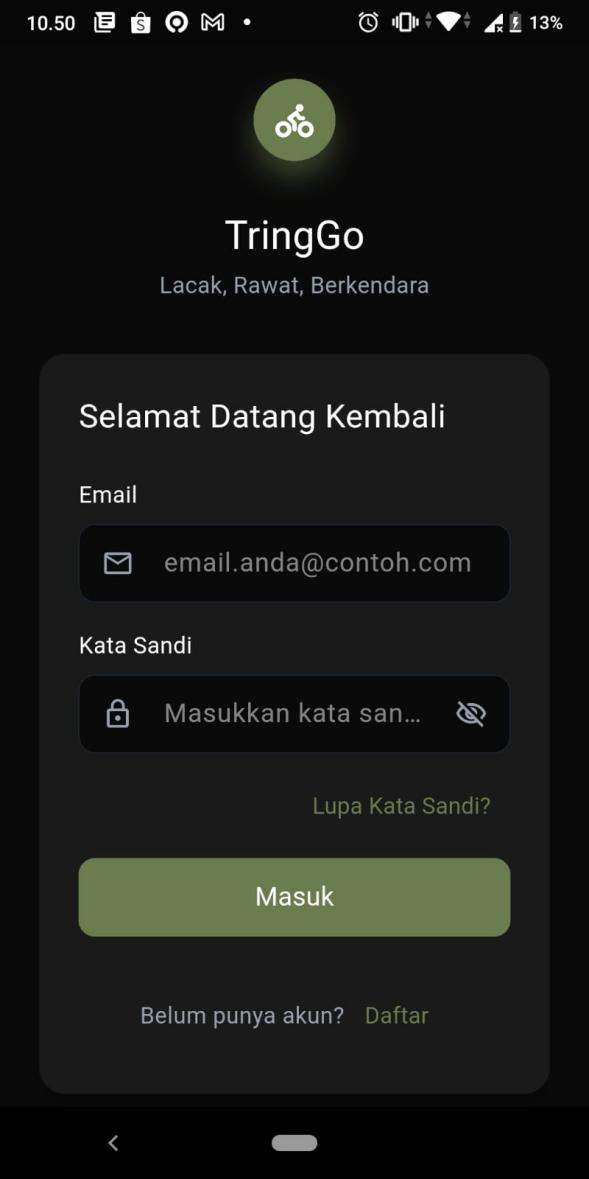 10.50
13%
TringGo
Lacak, Rawat, Berkendara
Selamat Datang Kembali
Email
email.anda@contoh.com
Kata Sandi
Masukkan kata san...
Lupa Kata Sandi?
Masuk
Belum punya akun? Daftar